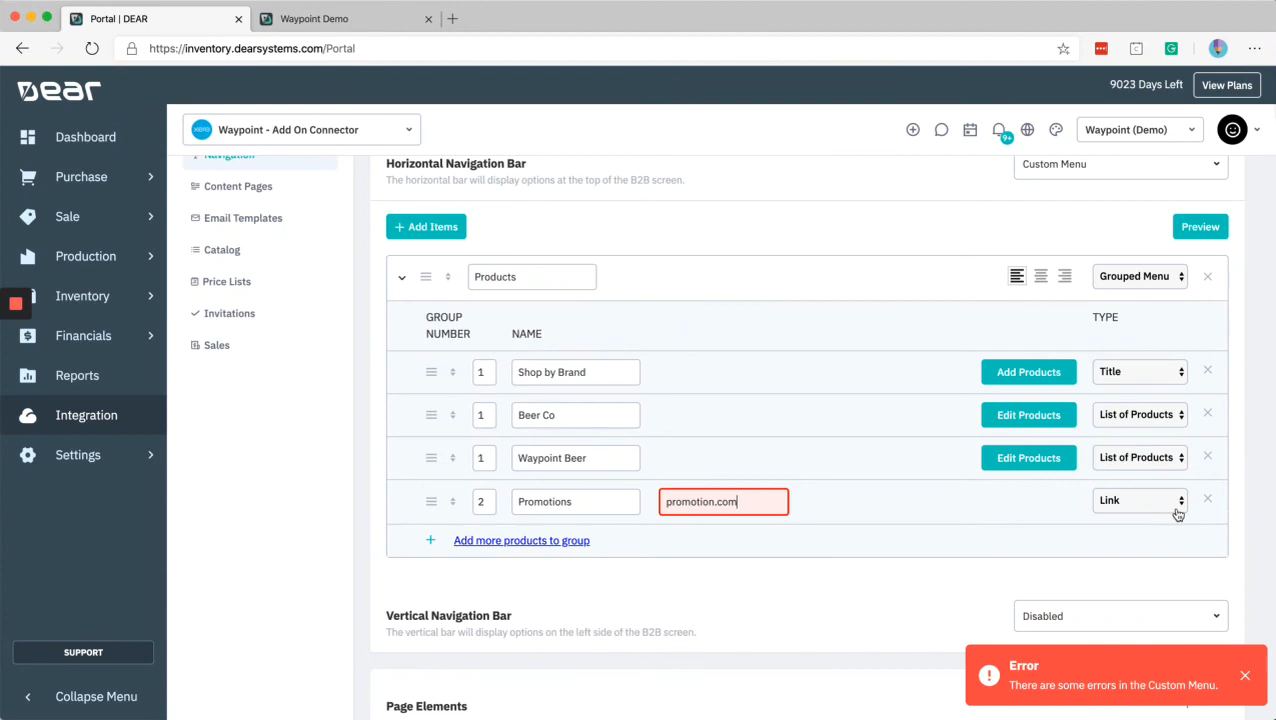 Portal | DEAR
Waypoint Demo
https://inventory.dearsystems.com/Portal
DEAR
9023 Days Left
View Plans
Dashboard
Purchase
Sale
Production
Inventory
Financials
Reports
Integration
Settings
SUPPORT
Collapse Menu
xero
Waypoint - Add On Connector
9+
Waypoint (Demo)
Navigation
Content Pages
Email Templates
Catalog
Price Lists
Invitations
Sales
Horizontal Navigation Bar
The horizontal bar will display options at the top of the B2B screen.
Custom Menu
+ Add Items
Preview
Products
Grouped Menu
GROUP NUMBER
NAME
TYPE
1
Shop by Brand
Add Products
Title
1
Beer Co
Edit Products
List of Products
1
Waypoint Beer
Edit Products
List of Products
2
Promotions
promotion.com
Link
+ Add more products to group
Vertical Navigation Bar
The vertical bar will display options on the left side of the B2B screen.
Disabled
Page Elements
Error
There are some errors in the Custom Menu.